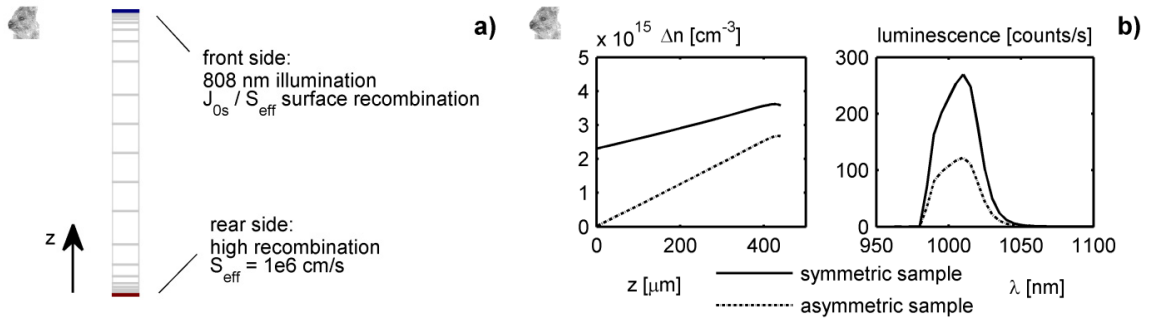 a)
front side:
808 nm illumination
J0s / Seff surface recombination
z
rear side:
high recombination
Seff = 1e6 cm/s
b)
x 10^15 Δn [cm^-3]
5
4
3
2
1
0
0 200 400
z [μm]
luminescence [counts/s]
300
200
100
0
950 1000 1050 1100
λ [nm]
symmetric sample
asymmetric sample